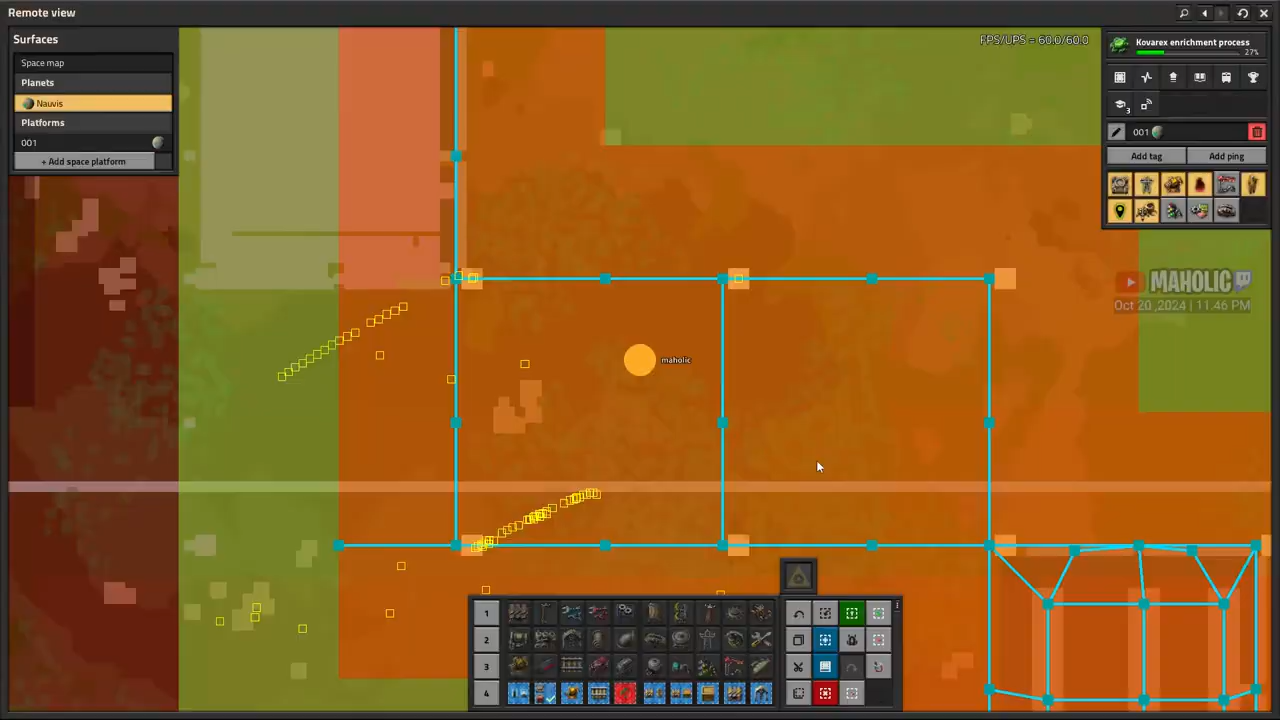 Remote view
Surfaces
Space map
Planets
Nauvis
Platforms
001
+ Add space platform
FPS/UPS = 60.0/60.0
Kovarex enrichment process
27%
3
001
Add tag
Add ping
MAHOLIC
Oct 20 ,2024 | 11.46 PM
maholic
1
2
3
4